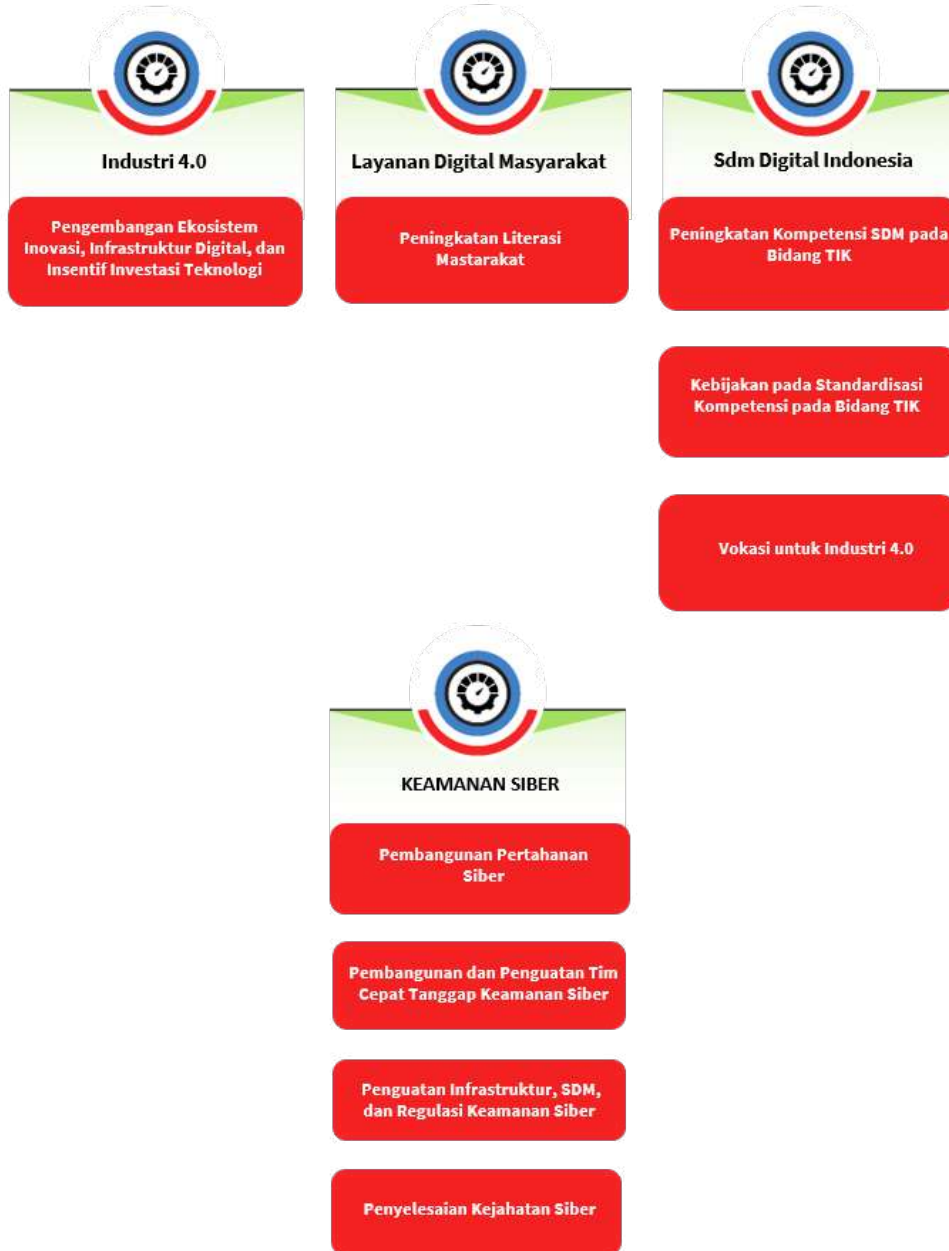 Industri 4.0
Pengembangan Ekosistem
Inovasi, Infrastruktur Digital, dan
Insentif Investasi Teknologi
Layanan Digital Masyarakat
Peningkatan Literasi
Mastarakat
Sdm Digital Indonesia
Peningkatan Kompetensi SDM pada
Bidang TIK
Kebijakan pada Standardisasi
Kompetensi pada Bidang TIK
Vokasi untuk Industri 4.0
KEAMANAN SIBER
Pembangunan Pertahanan
Siber
Pembangunan dan Penguatan Tim
Cepat Tanggap Keamanan Siber
Penguatan Infrastruktur, SDM,
dan Regulasi Keamanan Siber
Penyelesaian Kejahatan Siber